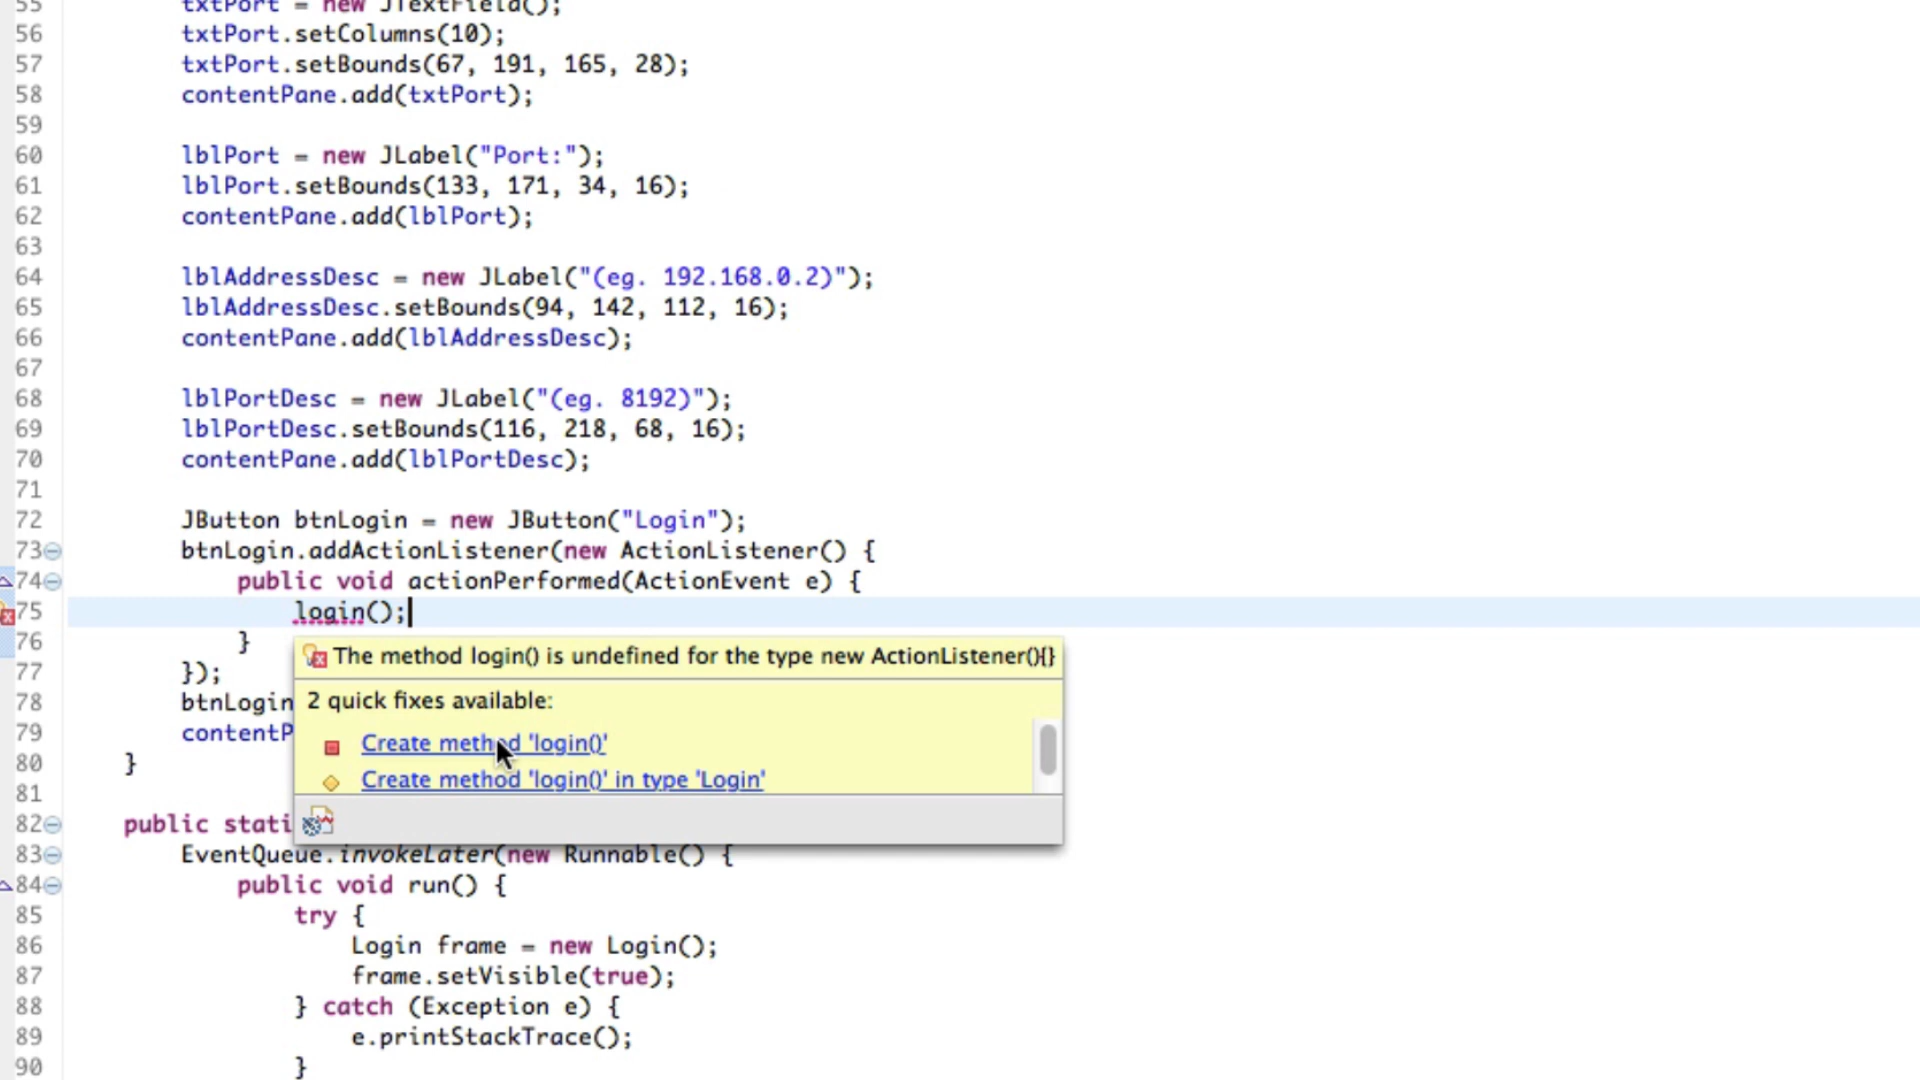 55 txtPort = new JTextField();
56 txtPort.setColumns(10);
57 txtPort.setBounds(67, 191, 165, 28);
58 contentPane.add(txtPort);
59
60 lblPort = new JLabel("Port:");
61 lblPort.setBounds(133, 171, 34, 16);
62 contentPane.add(lblPort);
63
64 lblAddressDesc = new JLabel("(eg. 192.168.0.2)");
65 lblAddressDesc.setBounds(94, 142, 112, 16);
66 contentPane.add(lblAddressDesc);
67
68 lblPortDesc = new JLabel("(eg. 8192)");
69 lblPortDesc.setBounds(116, 218, 68, 16);
70 contentPane.add(lblPortDesc);
71
72 JButton btnLogin = new JButton("Login");
73 btnLogin.addActionListener(new ActionListener() {
74 public void actionPerformed(ActionEvent e) {
75 login();
76 }
The method login() is undefined for the type new ActionListener(){}
77 });
2 quick fixes available:
78 btnLogin
79 contentP
Create method 'login()'
Create method 'login()' in type 'Login'
80 }
81
82 public stati
83 EventQueue.invokeLater(new Runnable() {
84 public void run() {
85 try {
86 Login frame = new Login();
87 frame.setVisible(true);
88 } catch (Exception e) {
89 e.printStackTrace();
90 }